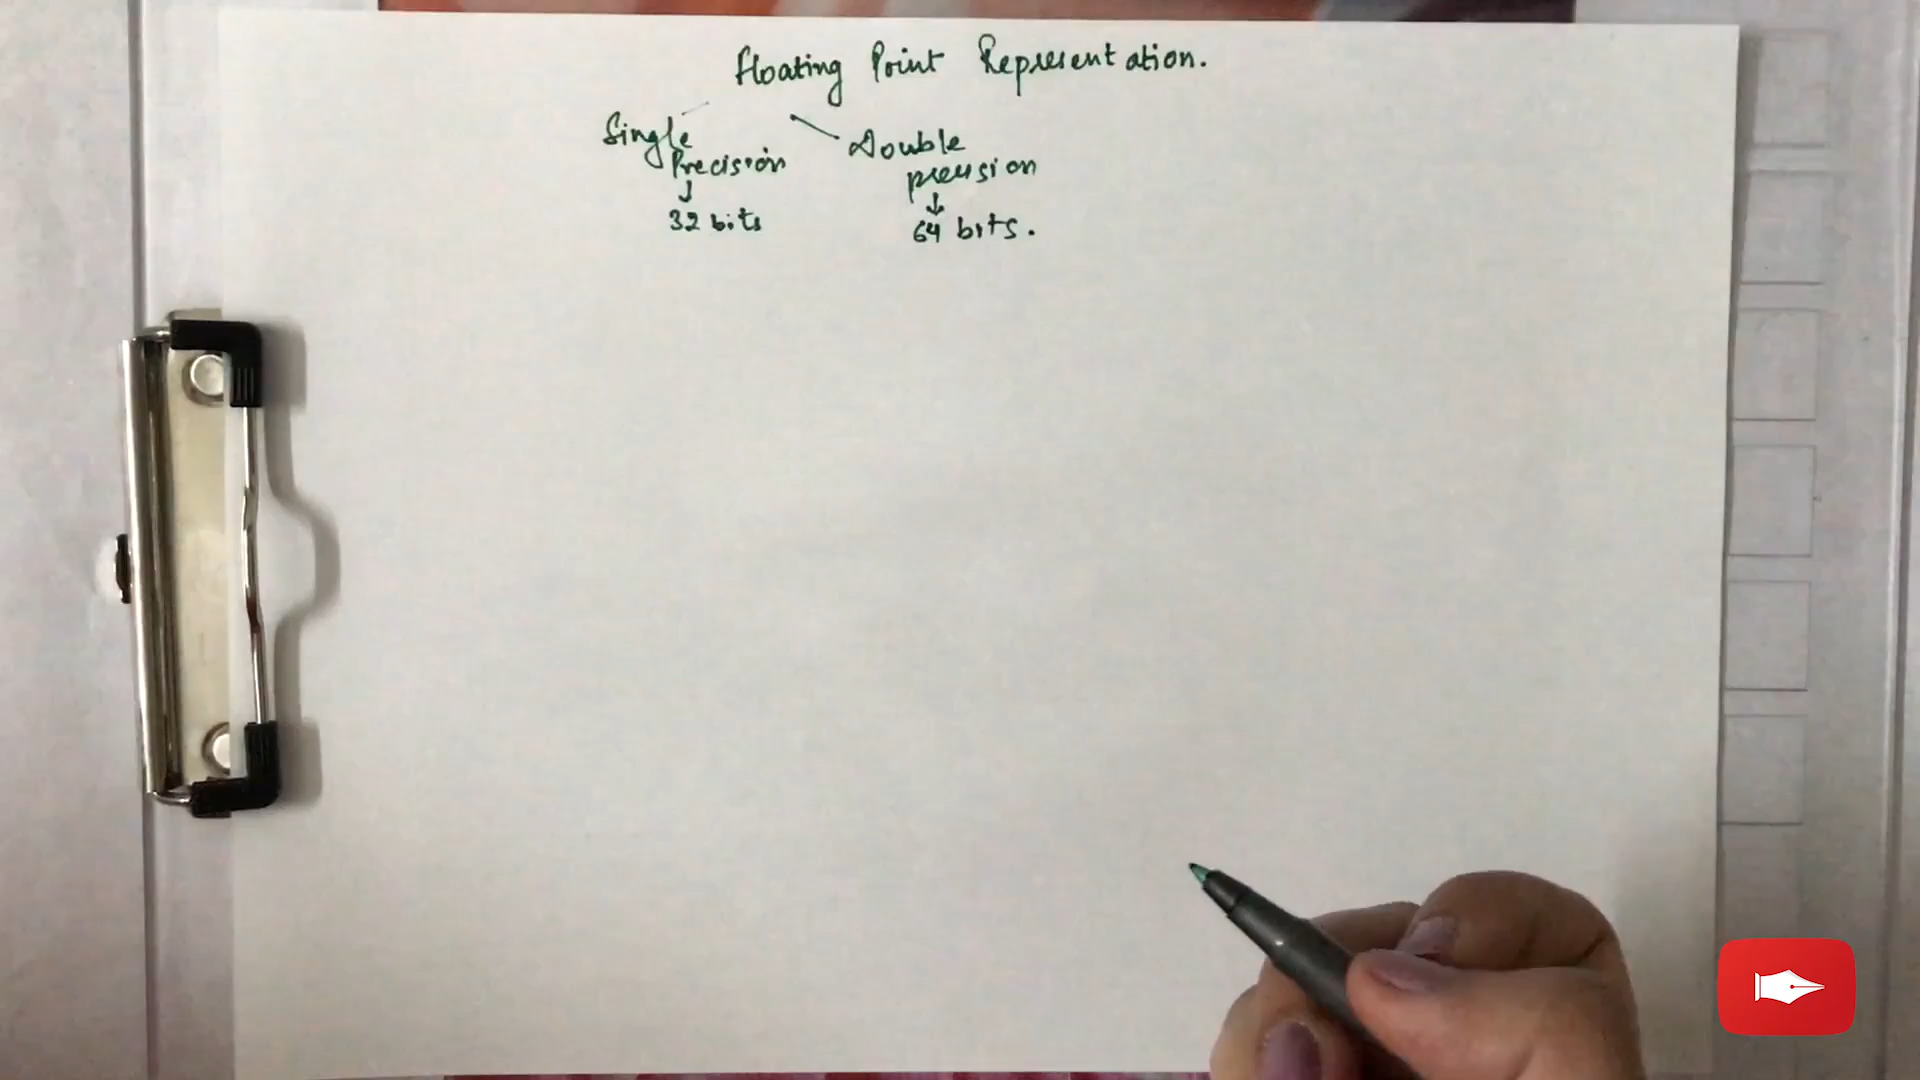 Floating Point Representation.
Single
Precision
↓
32 bits
Double
precision
↓
64 bits.